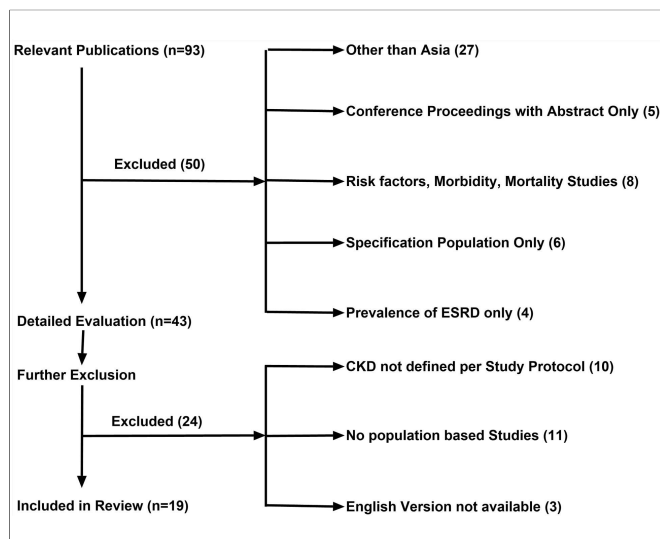 Relevant Publications (n=93)
Other than Asia (27)
Conference Proceedings with Abstract Only (5)
Excluded (50)
Risk factors, Morbidity, Mortality Studies (8)
Specification Population Only (6)
Prevalence of ESRD only (4)
Detailed Evaluation (n=43)
Further Exclusion
CKD not defined per Study Protocol (10)
Excluded (24)
No population based Studies (11)
Included in Review (n=19)
English Version not available (3)